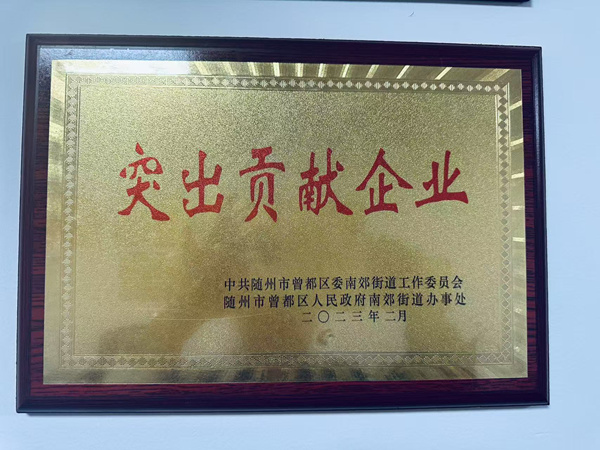 突出贡献企业
中共随州市曾都区委南郊街道工作委员会
随州市曾都区人民政府南郊街道办事处
二〇二三年二月